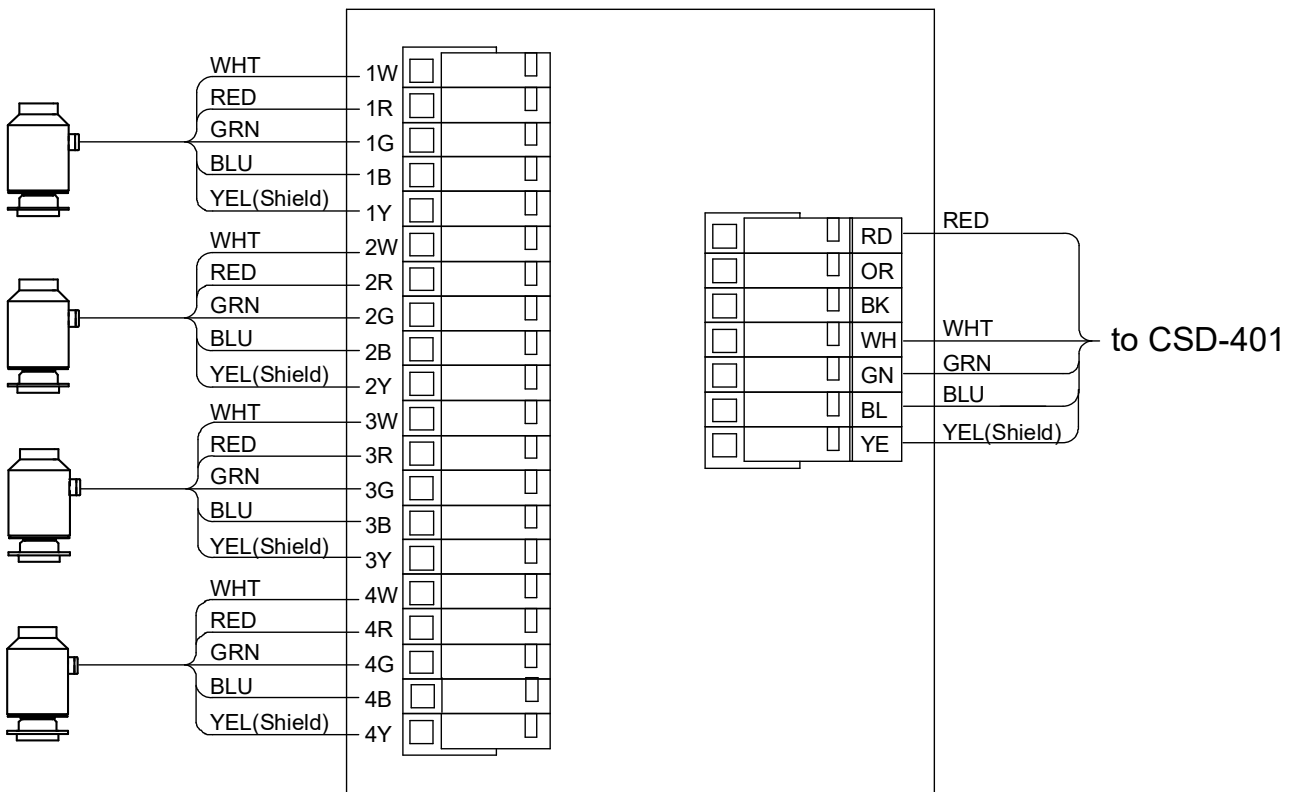 WHT 1W
RED 1R
GRN 1G
BLU 1B
YEL(Shield) 1Y
WHT 2W
RED 2R
GRN 2G
BLU 2B
YEL(Shield) 2Y
WHT 3W
RED 3R
GRN 3G
BLU 3B
YEL(Shield) 3Y
WHT 4W
RED 4R
GRN 4G
BLU 4B
YEL(Shield) 4Y
RD RED
OR
BK
WH WHT
GN GRN
BL BLU
YE YEL(Shield)
to CSD-401